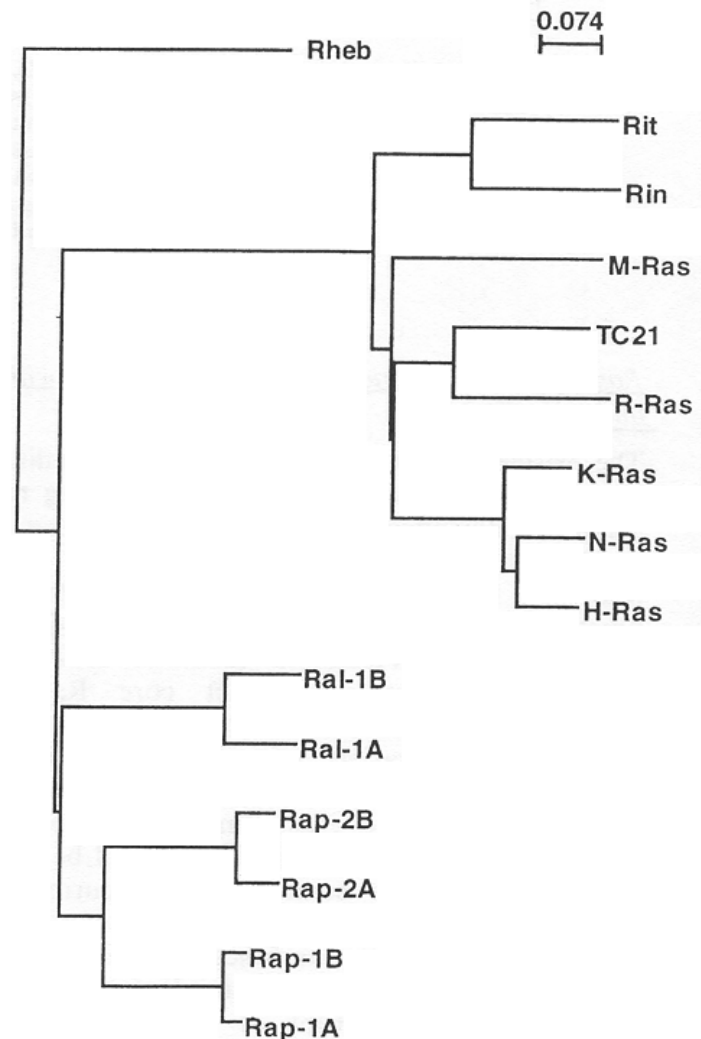 0.074
Rheb
Rit
Rin
M-Ras
TC21
R-Ras
K-Ras
N-Ras
H-Ras
Ral-1B
Ral-1A
Rap-2B
Rap-2A
Rap-1B
Rap-1A